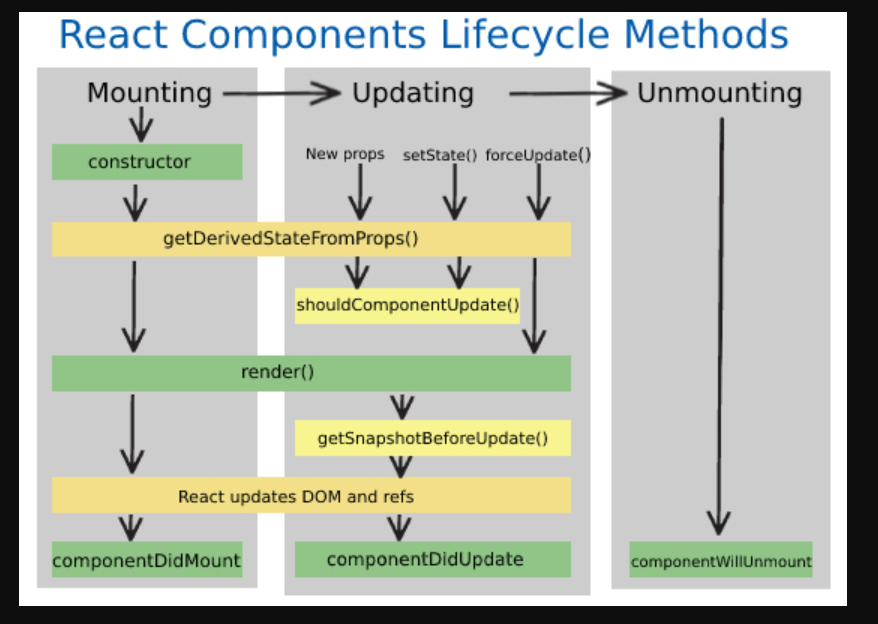 React Components Lifecycle Methods
Mounting
Updating
Unmounting
constructor
New props
setState()
forceUpdate()
getDerivedStateFromProps()
shouldComponentUpdate()
render()
getSnapshotBeforeUpdate()
React updates DOM and refs
componentDidMount
componentDidUpdate
componentWillUnmount